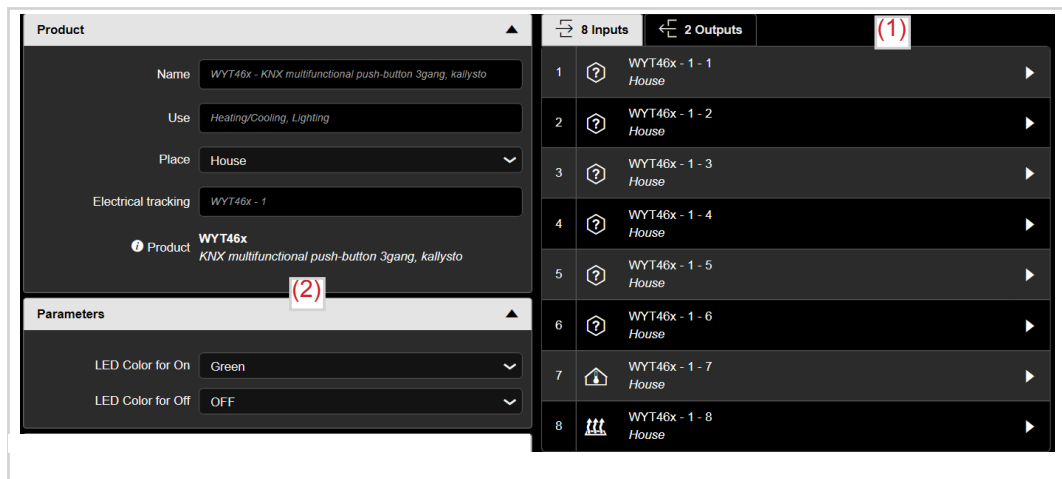 Product
Name WYT46x - KNX multifunctional push-button 3gang, kallysto
Use Heating/Cooling, Lighting
Place House
Electrical tracking WYT46x - 1
Product WYT46x
KNX multifunctional push-button 3gang, kallysto
(2)
Parameters
LED Color for On Green
LED Color for Off OFF
8 Inputs 2 Outputs (1)
1 WYT46x - 1 - 1
House
2 WYT46x - 1 - 2
House
3 WYT46x - 1 - 3
House
4 WYT46x - 1 - 4
House
5 WYT46x - 1 - 5
House
6 WYT46x - 1 - 6
House
7 WYT46x - 1 - 7
House
8 WYT46x - 1 - 8
House